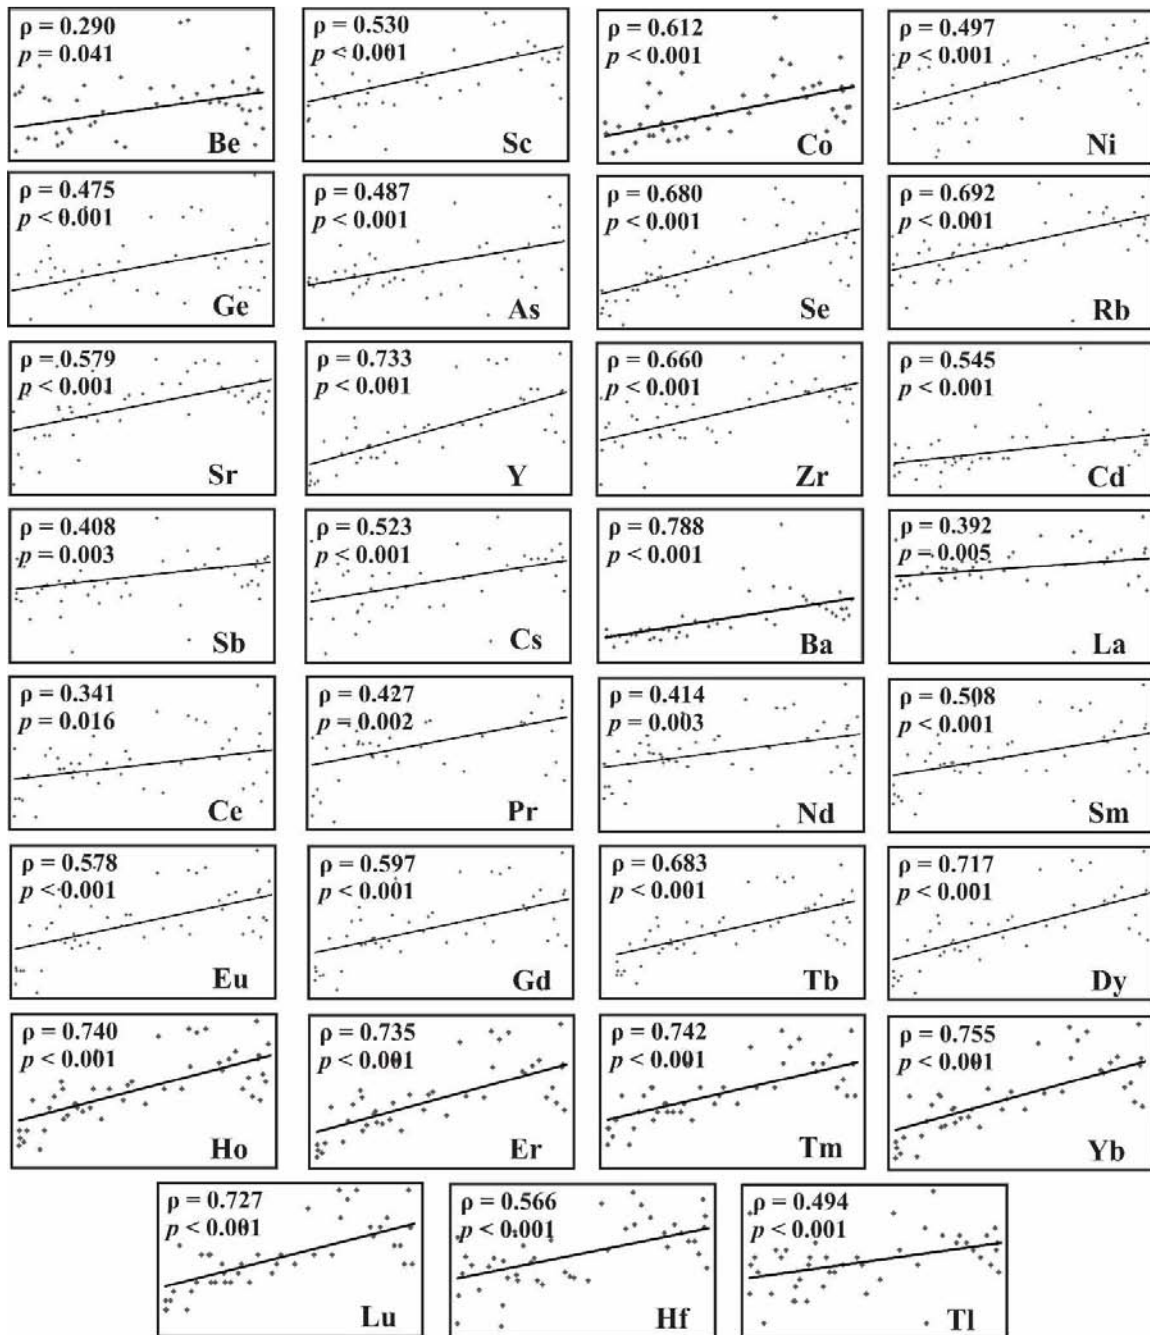 ρ = 0.290
p = 0.041
Be
ρ = 0.530
p < 0.001
Sc
ρ = 0.612
p < 0.001
Co
ρ = 0.497
p < 0.001
Ni
ρ = 0.475
p < 0.001
Ge
ρ = 0.487
p < 0.001
As
ρ = 0.680
p < 0.001
Se
ρ = 0.692
p < 0.001
Rb
ρ = 0.579
p < 0.001
Sr
ρ = 0.733
p < 0.001
Y
ρ = 0.660
p < 0.001
Zr
ρ = 0.545
p < 0.001
Cd
ρ = 0.408
p = 0.003
Sb
ρ = 0.523
p < 0.001
Cs
ρ = 0.788
p < 0.001
Ba
ρ = 0.392
p = 0.005
La
ρ = 0.341
p = 0.016
Ce
ρ = 0.427
p = 0.002
Pr
ρ = 0.414
p = 0.003
Nd
ρ = 0.508
p < 0.001
Sm
ρ = 0.578
p < 0.001
Eu
ρ = 0.597
p < 0.001
Gd
ρ = 0.683
p < 0.001
Tb
ρ = 0.717
p < 0.001
Dy
ρ = 0.740
p < 0.001
Ho
ρ = 0.735
p < 0.001
Er
ρ = 0.742
p < 0.001
Tm
ρ = 0.755
p < 0.001
Yb
ρ = 0.727
p < 0.001
Lu
ρ = 0.566
p < 0.001
Hf
ρ = 0.494
p < 0.001
Tl